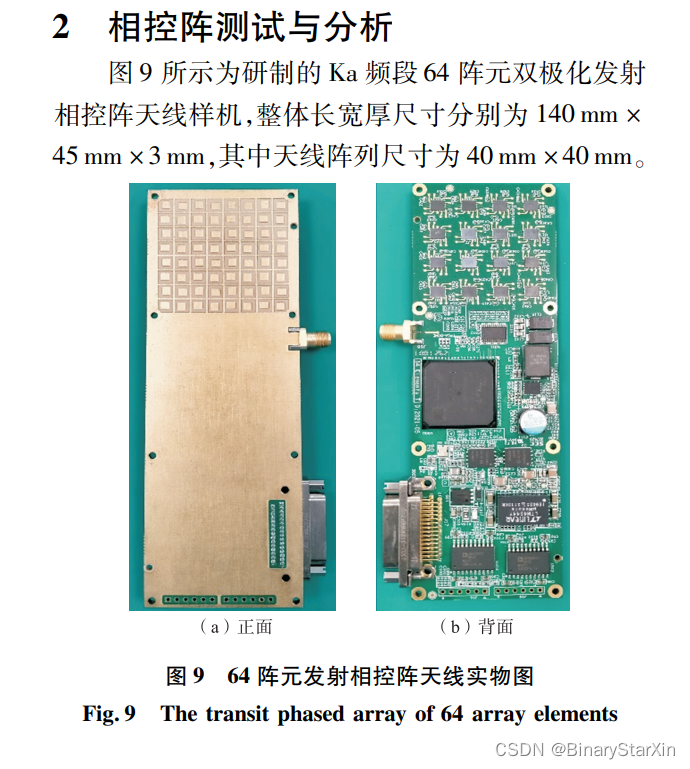 2 相控阵测试与分析
图 9 所示为研制的 Ka 频段 64 阵元双极化发射
相控阵天线样机,整体长宽厚尺寸分别为 140 mm ×
45 mm × 3 mm,其中天线阵列尺寸为 40 mm × 40 mm。
LINEAR
(a)正面
(b)背面
图 9 64 阵元发射相控阵天线实物图
Fig. 9 The transit phased array of 64 array elements
CSDN @BinaryStarXin